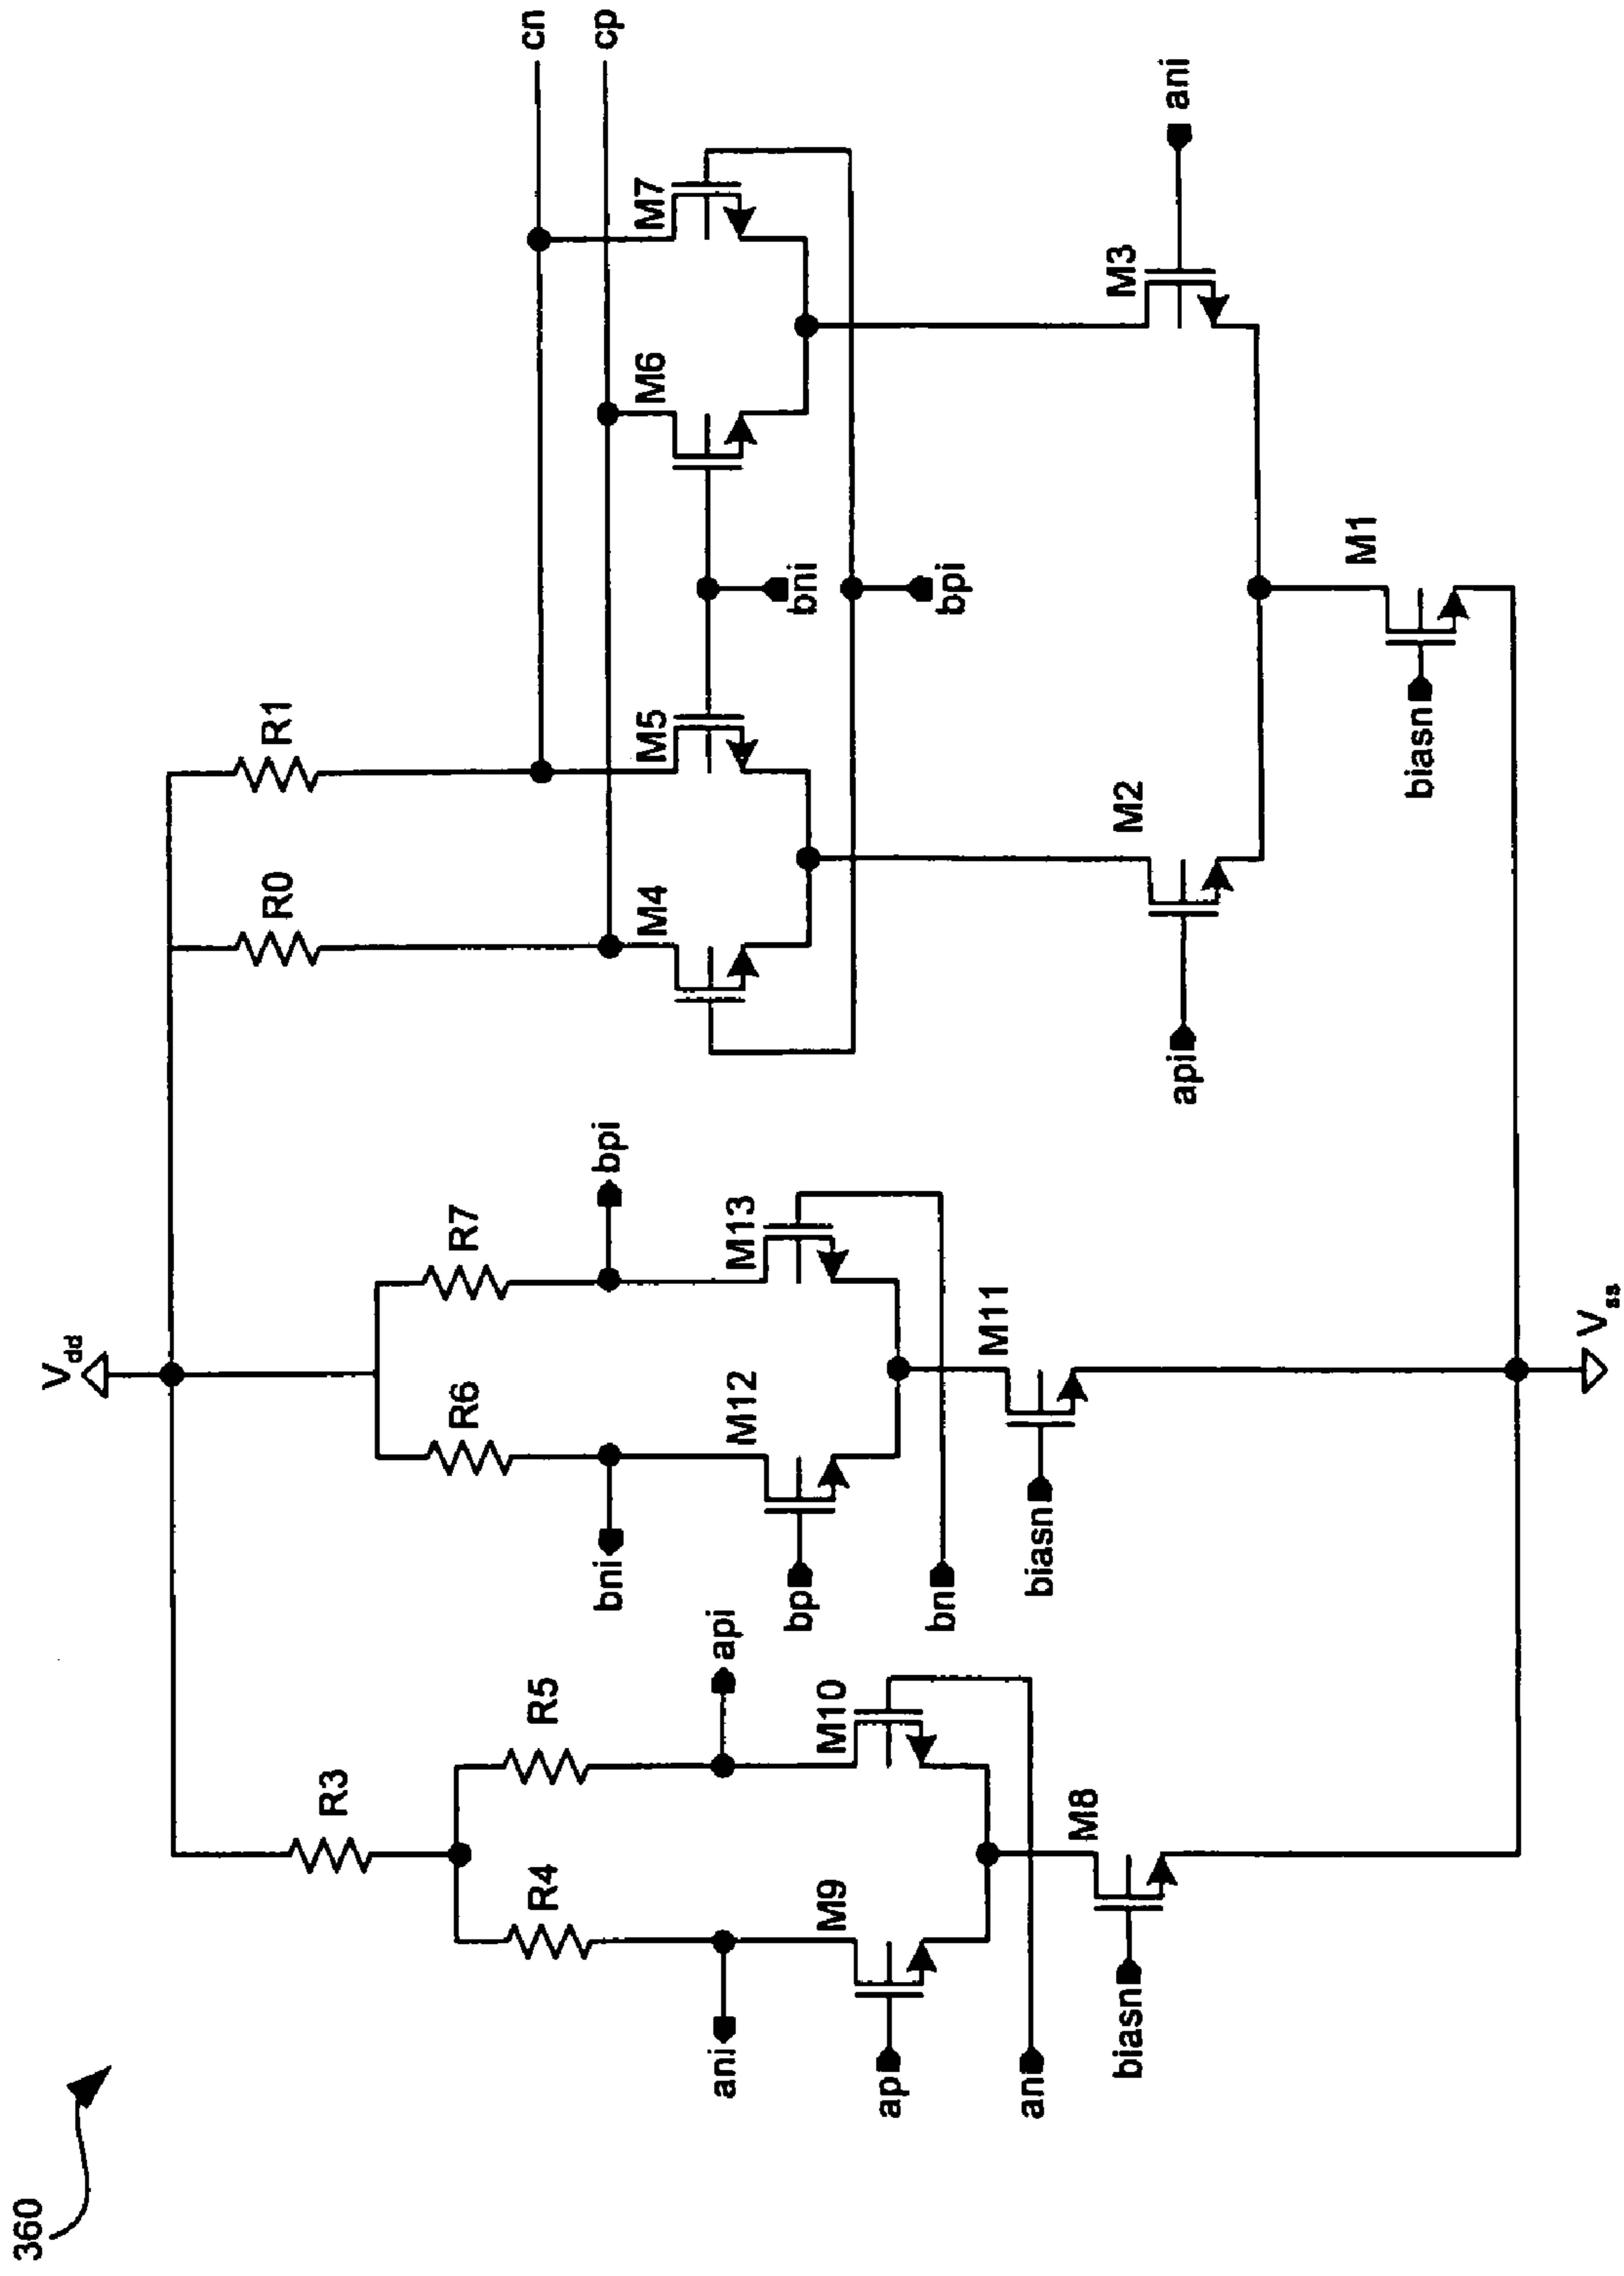 360
V dd
R3
R4
R5
ani
api
M9
M10
ap
an
biasn
M8
R6
R7
bni
bpi
M12
M13
bp
bn
biasn
M11
R0
R1
cn
cp
M4
M5
M6
M7
bni
bpi
api
M2
M3
ani
biasn
M1
V ss